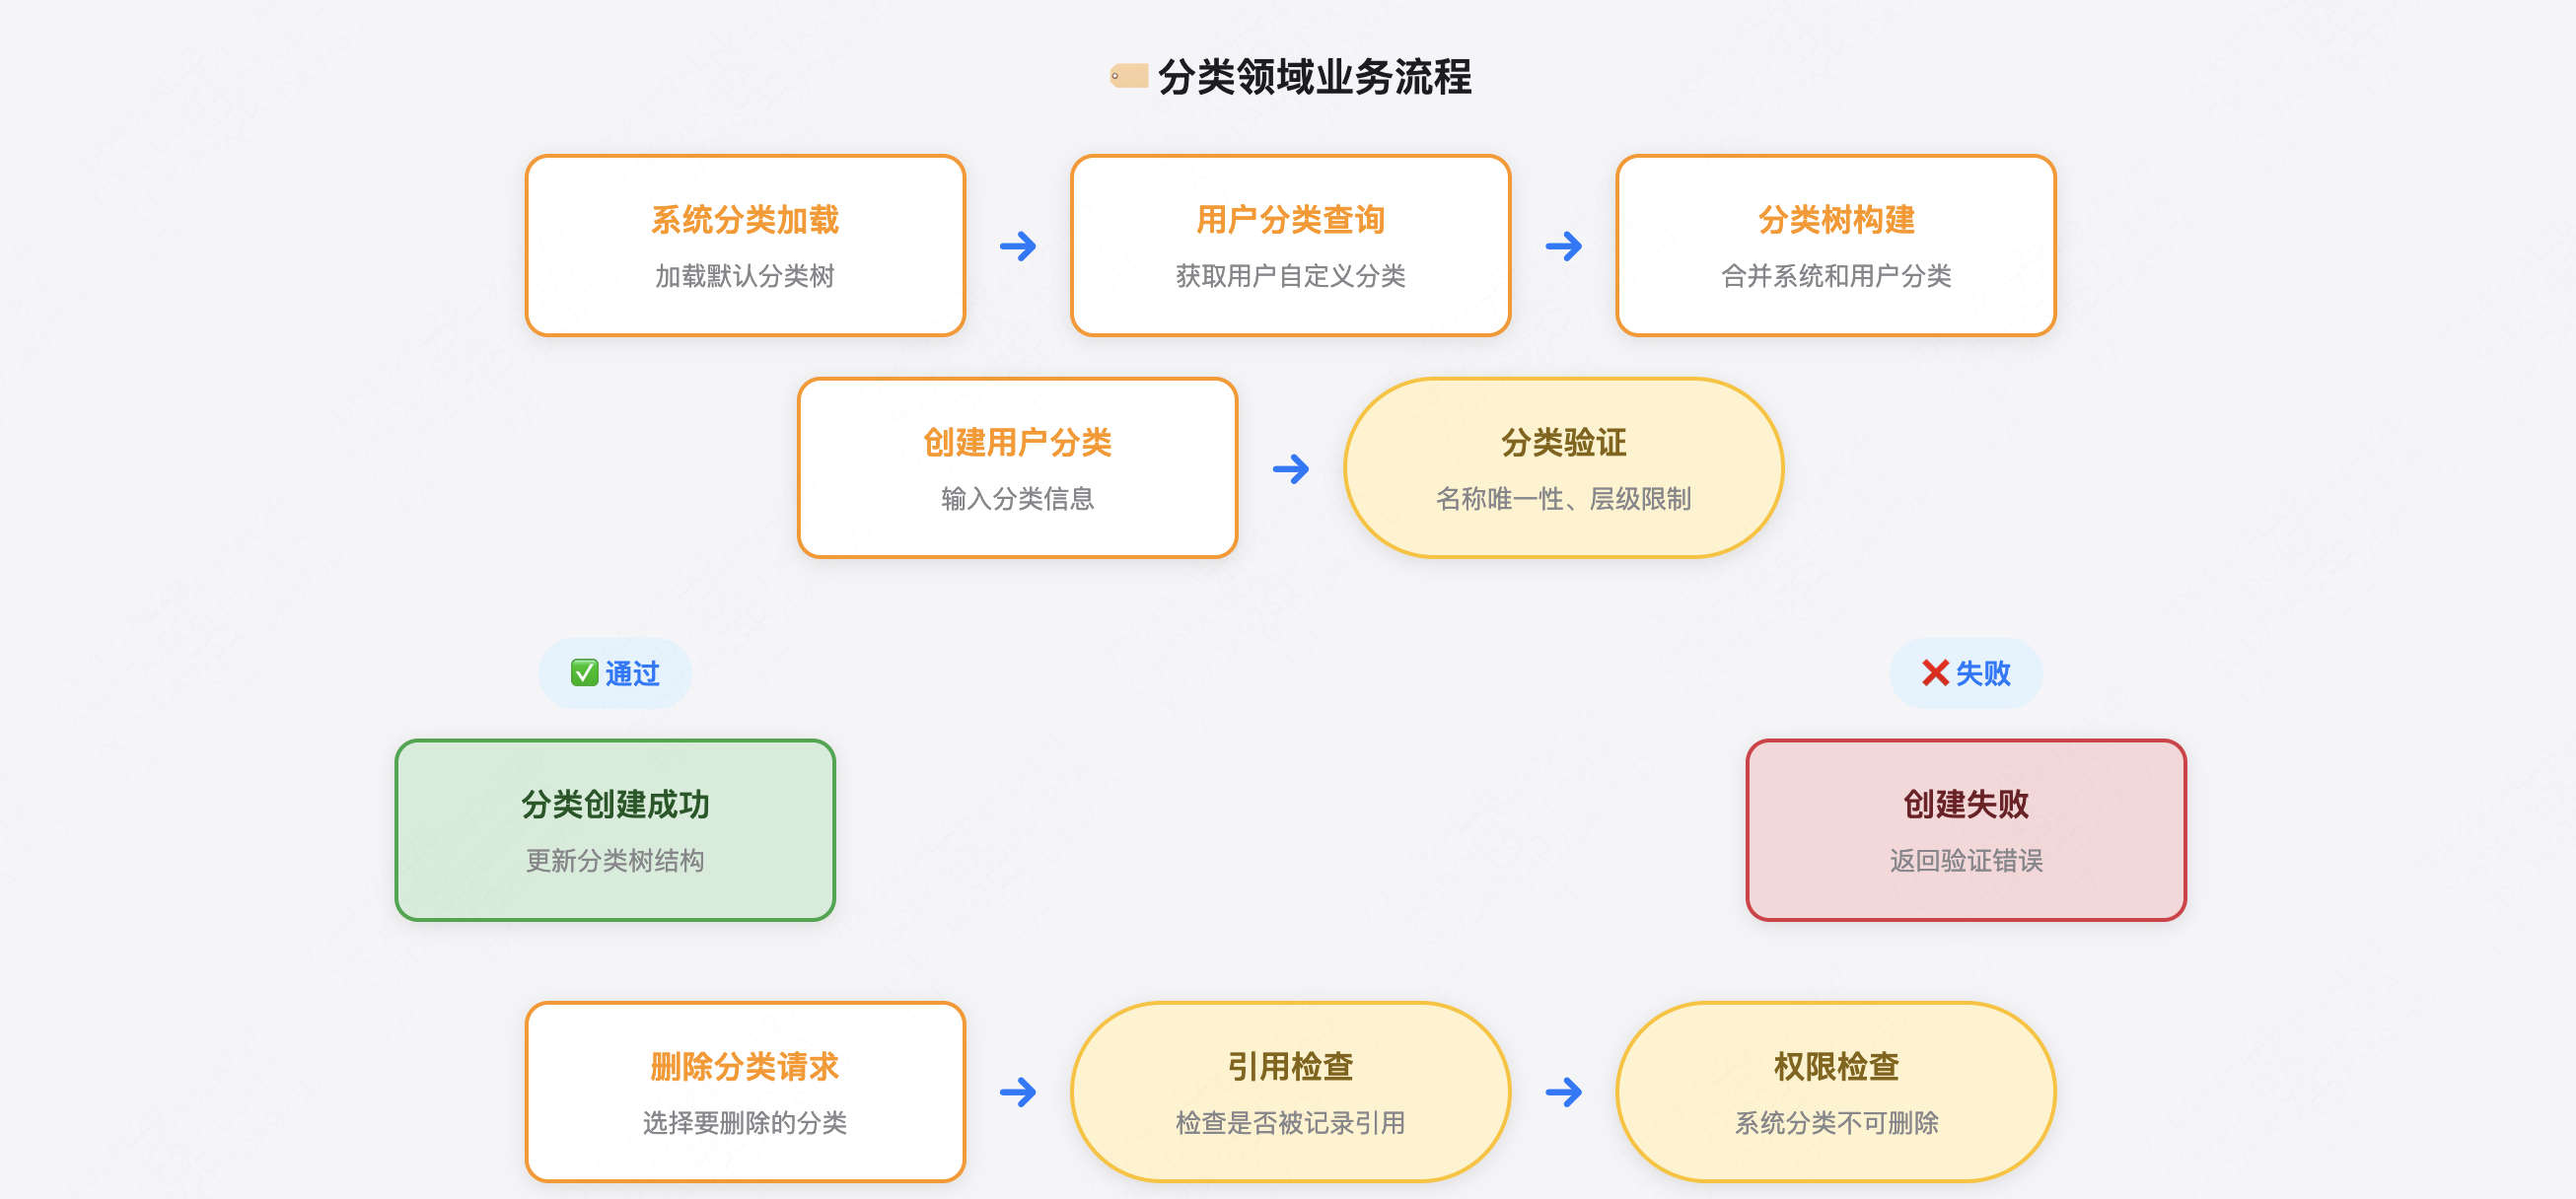 分类领域业务流程
系统分类加载
加载默认分类树
用户分类查询
获取用户自定义分类
分类树构建
合并系统和用户分类
创建用户分类
输入分类信息
分类验证
名称唯一性、层级限制
通过
失败
分类创建成功
更新分类树结构
创建失败
返回验证错误
删除分类请求
选择要删除的分类
引用检查
检查是否被记录引用
权限检查
系统分类不可删除